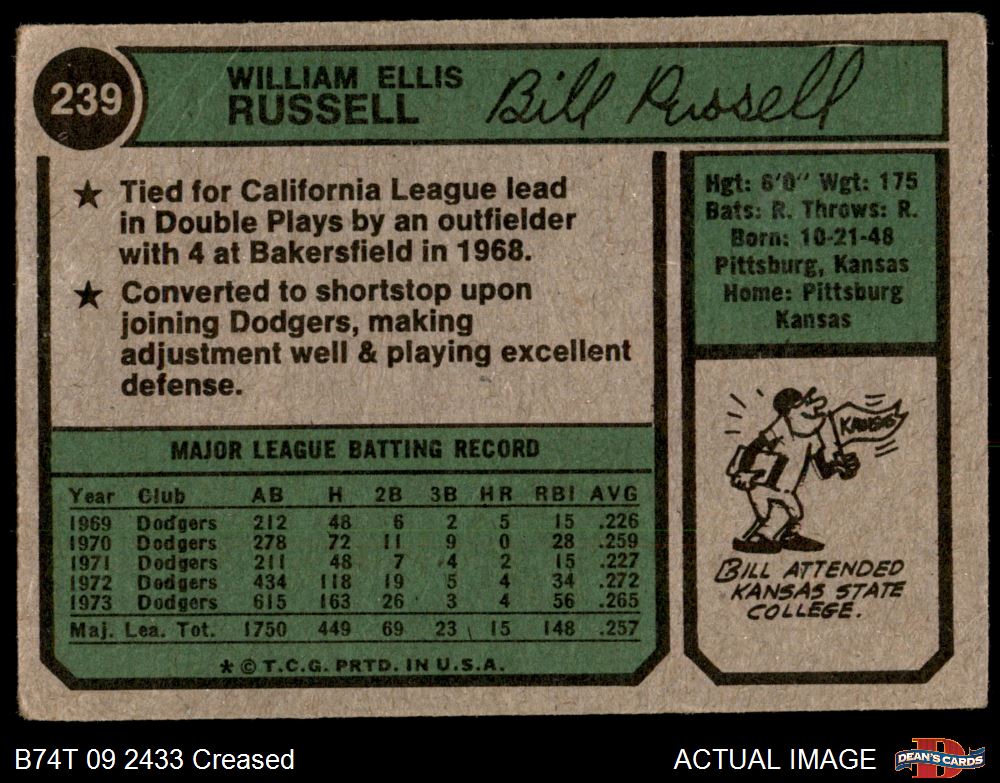 239
WILLIAM ELLIS
RUSSELL
Bill Russell
★ Tied for California League lead
in Double Plays by an outfielder
with 4 at Bakersfield in 1968.
★ Converted to shortstop upon
joining Dodgers, making
adjustment well & playing excellent
defense.
Hgt: 6'0" Wgt: 175
Bats: R. Throws: R.
Born: 10-21-48
Pittsburg, Kansas
Home: Pittsburg
Kansas
MAJOR LEAGUE BATTING RECORD
Year Club AB H 2B 3B HR RBI AVG
1969 Dodgers 212 48 6 2 5 15 .226
1970 Dodgers 278 72 11 9 0 28 .259
1971 Dodgers 211 48 7 4 2 15 .227
1972 Dodgers 434 118 19 5 4 34 .272
1973 Dodgers 615 163 26 3 4 56 .265
Maj. Lea. Tot. 1750 449 69 23 15 148 .257
* © T.C.G. PRTD. IN U.S.A.
KANSAS
BILL ATTENDED
KANSAS STATE
COLLEGE.
B74T 09 2433 Creased
ACTUAL IMAGE
D
DEAN'S CARDS